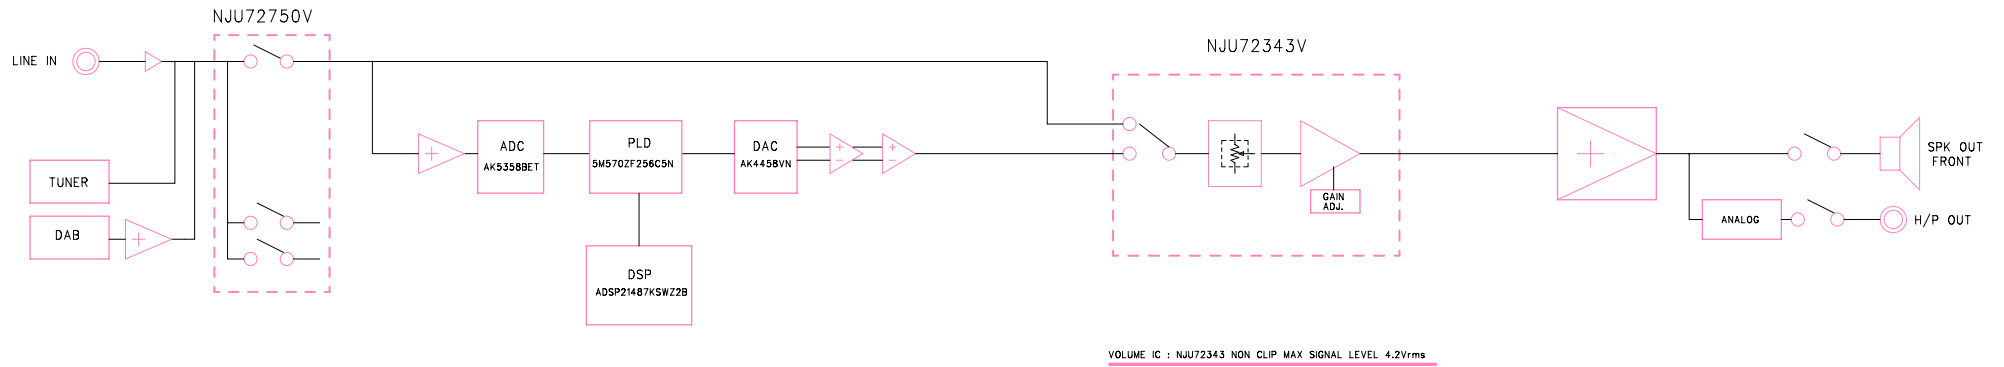 NJU72750V
LINE IN
TUNER
DAB
ADC
AK5358BET
PLD
5M570ZF256C5N
DSP
ADSP21487KSWZ2B
DAC
AK4458VN
NJU72343V
GAIN
ADJ.
SPK OUT
FRONT
ANALOG
H/P OUT
VOLUME IC : NJU72343 NON CLIP MAX SIGNAL LEVEL 4.2Vrms